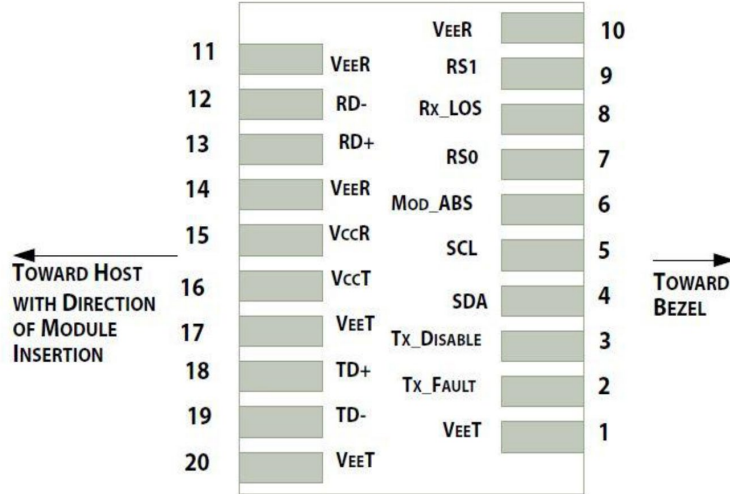 11 VEER
12 RD-
13 RD+
14 VEER
15 VCCR
16 VCCT
17 VEET
18 TD+
19 TD-
20 VEET
VEER 10
RS1 9
RX_LOS 8
RS0 7
MOD_ABS 6
SCL 5
SDA 4
TX_DISABLE 3
TX_FAULT 2
VEET 1
TOWARD HOST
WITH DIRECTION
OF MODULE
INSERTION
TOWARD
BEZEL